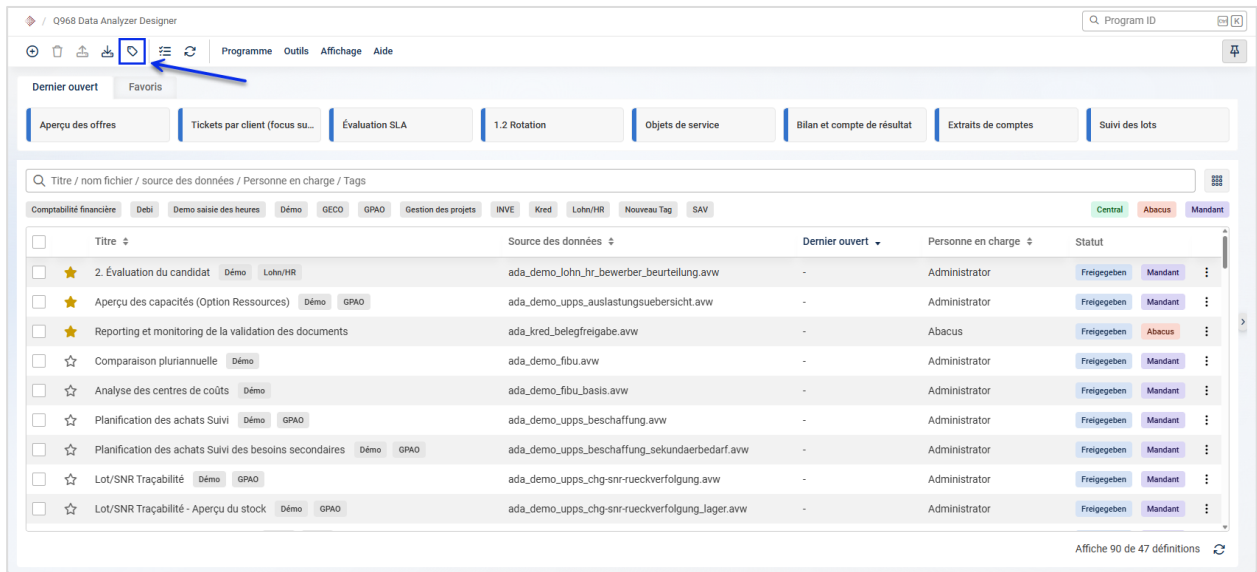 / Q968 Data Analyzer Designer
Program ID
Ctrl K
Programme Outils Affichage Aide
Dernier ouvert Favoris
Aperçu des offres Tickets par client (focus su... Évaluation SLA 1.2 Rotation Objets de service Bilan et compte de résultat Extraits de comptes Suivi des lots
Titre / nom fichier / source des données / Personne en charge / Tags
Comptabilité financière Debi Demo saisie des heures Démo GECO GPAO Gestion des projets INVE Kred Lohn/HR Nouveau Tag SAV Central Abacus Mandant
Titre Source des données Dernier ouvert Personne en charge Statut
2. Évaluation du candidat Démo Lohn/HR ada_demo_lohn_hr_bewerber_beurteilung.avw - Administrator Freigegeben Mandant
Aperçu des capacités (Option Ressources) Démo GPAO ada_demo_upps_auslastungsuebersicht.avw - Administrator Freigegeben Mandant
Reporting et monitoring de la validation des documents ada_kred_belegfreigabe.avw - Abacus Freigegeben Abacus
Comparaison pluriannuelle Démo ada_demo_fibu.avw - Administrator Freigegeben Mandant
Analyse des centres de coûts Démo ada_demo_fibu_basis.avw - Administrator Freigegeben Mandant
Planification des achats Suivi Démo GPAO ada_demo_upps_beschaffung.avw - Administrator Freigegeben Mandant
Planification des achats Suivi des besoins secondaires Démo GPAO ada_demo_upps_beschaffung_sekundaerbedarf.avw - Administrator Freigegeben Mandant
Lot/SNR Traçabilité Démo GPAO ada_demo_upps_chg-snr-rueckverfolgung.avw - Administrator Freigegeben Mandant
Lot/SNR Traçabilité - Aperçu du stock Démo GPAO ada_demo_upps_chg-snr-rueckverfolgung_lager.avw - Administrator Freigegeben Mandant
Affiche 90 de 47 définitions